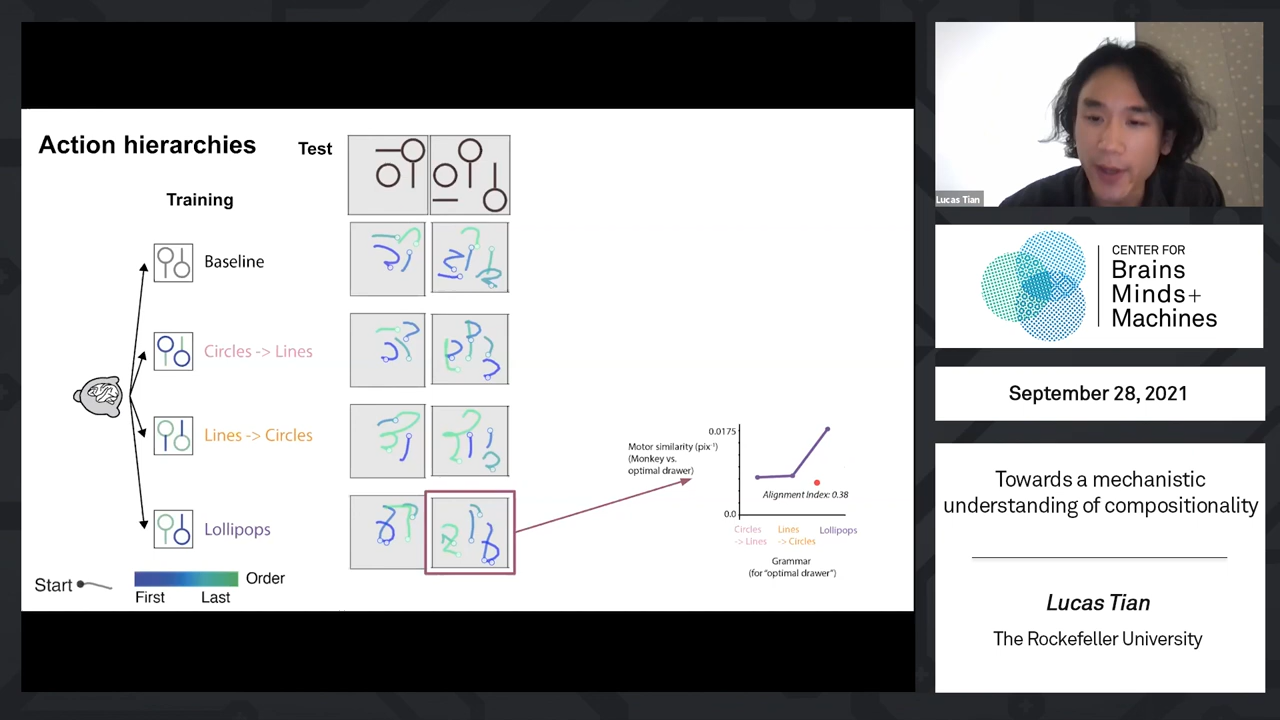 Action hierarchies
Test
Training
Baseline
Circles -> Lines
Lines -> Circles
Lollipops
Start
Order
First
Last
0.0175
Motor similarity (pix⁻¹)
(Monkey vs.
optimal drawer)
Alignment Index: 0.38
0.0
Circles
-> Lines
Lines
-> Circles
Lollipops
Grammar
(for "optimal drawer")
Lucas Tian
CENTER FOR
Brains
Minds+
Machines
September 28, 2021
Towards a mechanistic
understanding of compositionality
Lucas Tian
The Rockefeller University